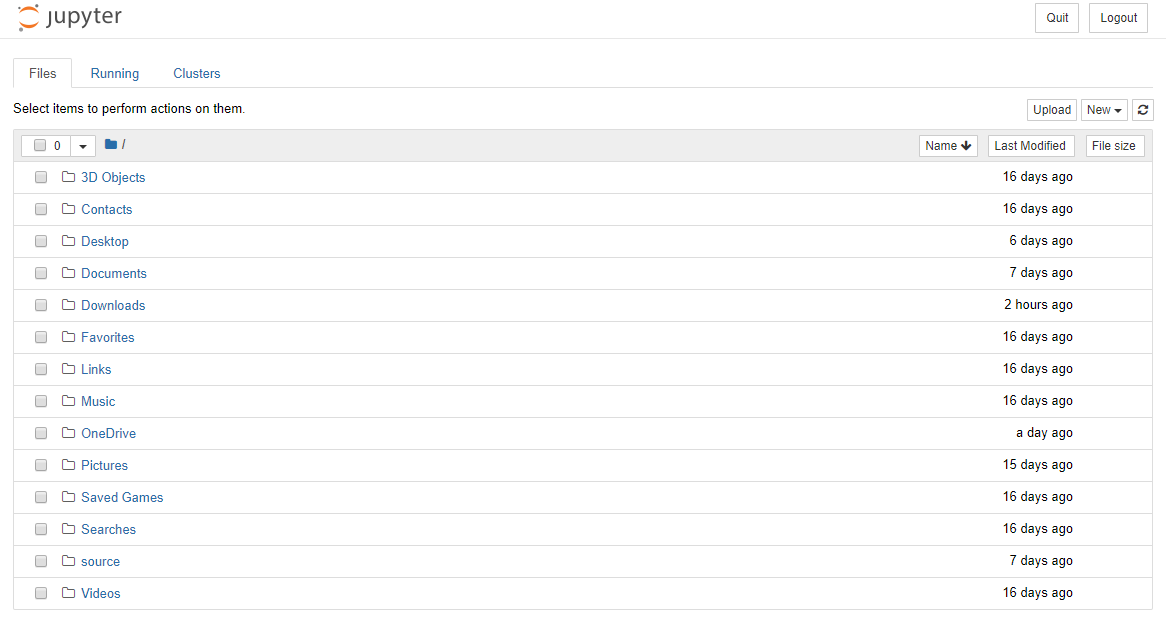 jupyter Quit Logout
Files Running Clusters
Select items to perform actions on them. Upload New
0 / Name Last Modified File size
3D Objects 16 days ago
Contacts 16 days ago
Desktop 6 days ago
Documents 7 days ago
Downloads 2 hours ago
Favorites 16 days ago
Links 16 days ago
Music 16 days ago
OneDrive a day ago
Pictures 15 days ago
Saved Games 16 days ago
Searches 16 days ago
source 7 days ago
Videos 16 days ago